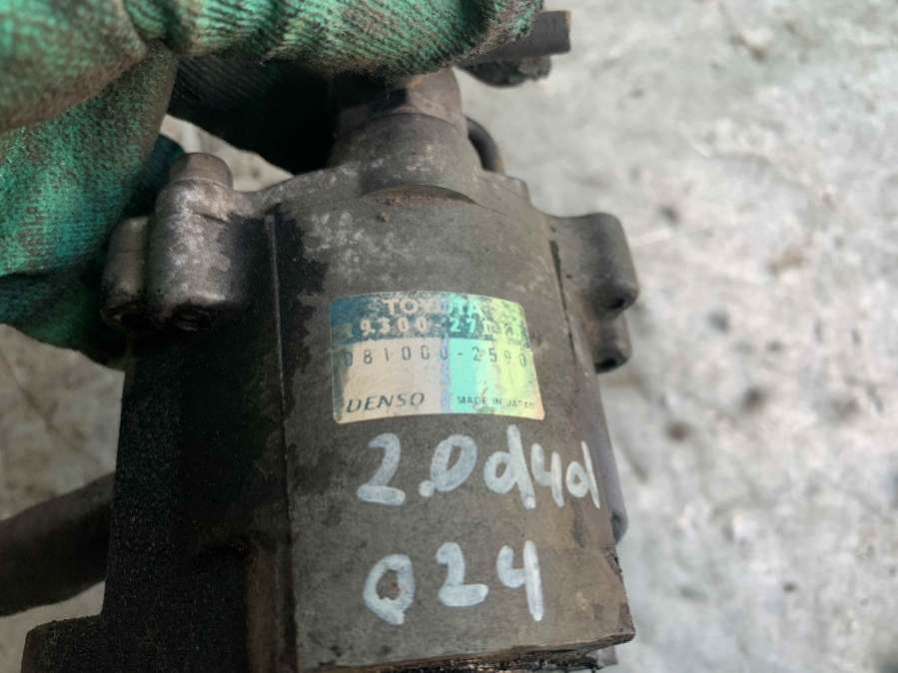 TOYOTA
081000-2590
DENSO MADE IN JAPAN
2.0d4d
024